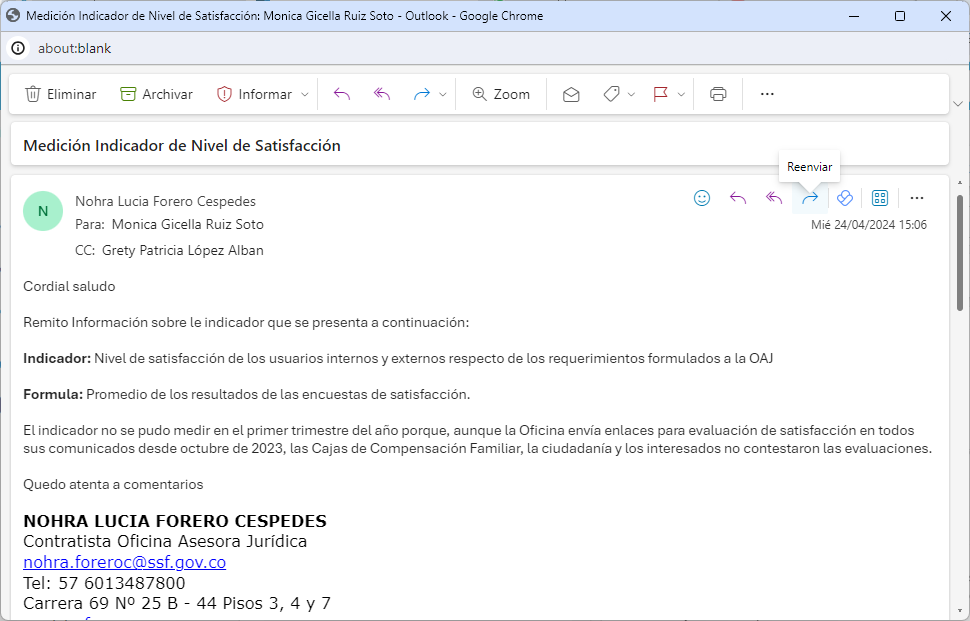 Medición Indicador de Nivel de Satisfacción: Monica Gicella Ruiz Soto - Outlook - Google Chrome
about:blank
Eliminar Archivar Informar Zoom
Medición Indicador de Nivel de Satisfacción
Reenviar
N
Nohra Lucia Forero Cespedes
Para: Monica Gicella Ruiz Soto
Mié 24/04/2024 15:06
CC: Grety Patricia López Alban
Cordial saludo
Remito Información sobre le indicador que se presenta a continuación:
Indicador: Nivel de satisfacción de los usuarios internos y externos respecto de los requerimientos formulados a la OAJ
Formula: Promedio de los resultados de las encuestas de satisfacción.
El indicador no se pudo medir en el primer trimestre del año porque, aunque la Oficina envía enlaces para evaluación de satisfacción en todos
sus comunicados desde octubre de 2023, las Cajas de Compensación Familiar, la ciudadanía y los interesados no contestaron las evaluaciones.
Quedo atenta a comentarios
NOHRA LUCIA FORERO CESPEDES
Contratista Oficina Asesora Jurídica
nohra.foreroc@ssf.gov.co
Tel: 57 6013487800
Carrera 69 Nº 25 B - 44 Pisos 3, 4 y 7